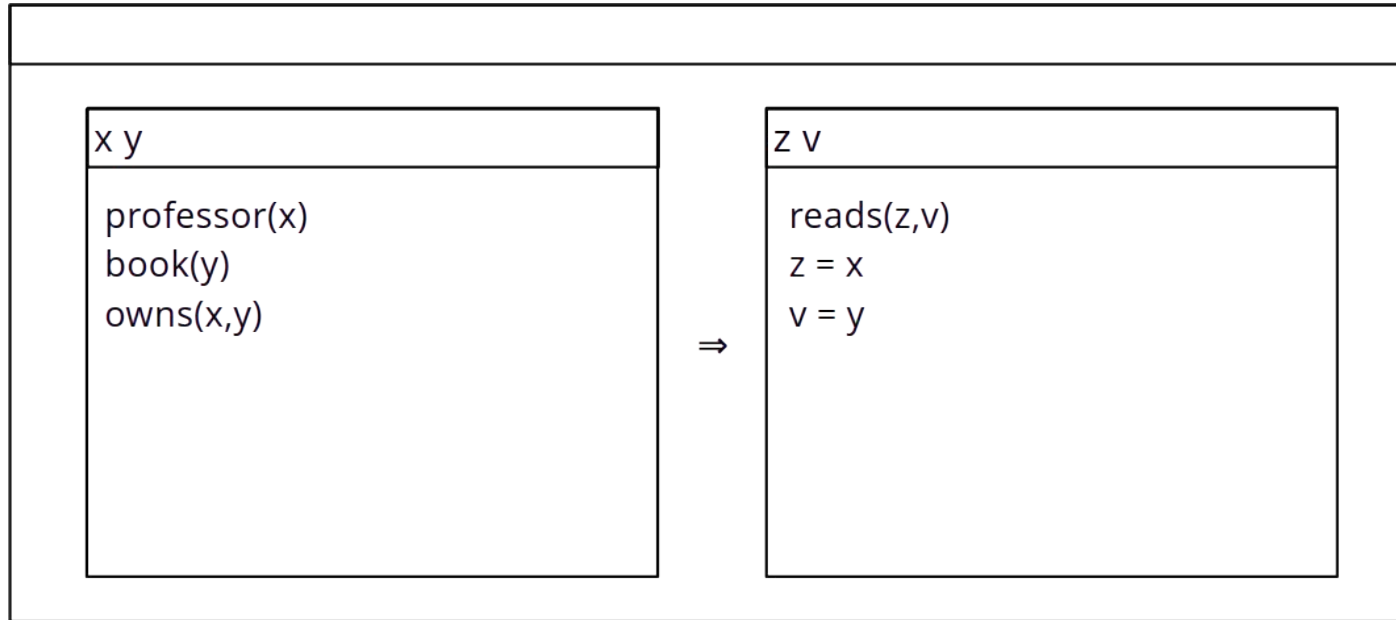 x y
professor(x)
book(y)
owns(x,y)
⇒
z v
reads(z,v)
z = x
v = y